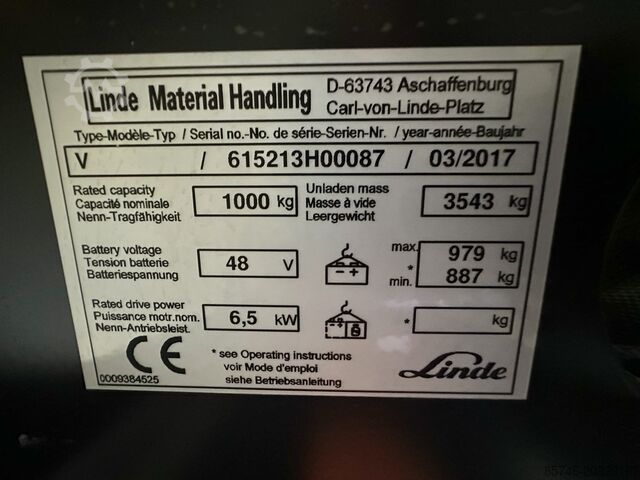 Linde Material Handling
D-63743 Aschaffenburg
Carl-von-Linde-Platz
Type-Modèle-Typ / Serial no.-No. de série-Serien-Nr. / year-année-Baujahr
V / 615213H00087 / 03/2017
Rated capacity
Capacité nominale
Nenn-Tragfähigkeit
1000 kg
Unladen mass
Masse à vide
Leergewicht
3543 kg
Battery voltage
Tension batterie
Batteriespannung
48 V
- +
max. 979 kg
*
min. 887 kg
Rated drive power
Puissance motr.nom.
Nenn-Antriebsleist.
6,5 kW
- +
* kg
CE
0009384525
* see Operating instructions
voir Mode d'emploi
siehe Betriebsanleitung
Linde